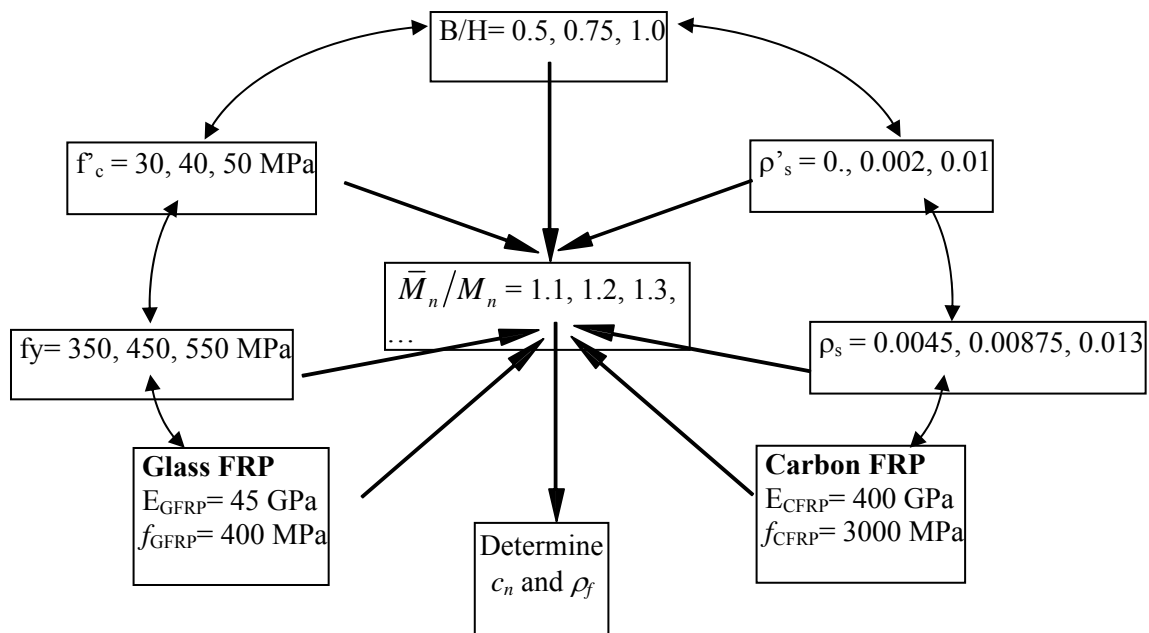 B/H= 0.5, 0.75, 1.0
f’c = 30, 40, 50 MPa
ρ’s = 0., 0.002, 0.01
M̄n/Mn = 1.1, 1.2, 1.3,
...
fy= 350, 450, 550 MPa
ρs = 0.0045, 0.00875, 0.013
Glass FRP
EGFRP= 45 GPa
fGFRP= 400 MPa
Carbon FRP
ECFRP= 400 GPa
fCFRP= 3000 MPa
Determine
cn and ρf